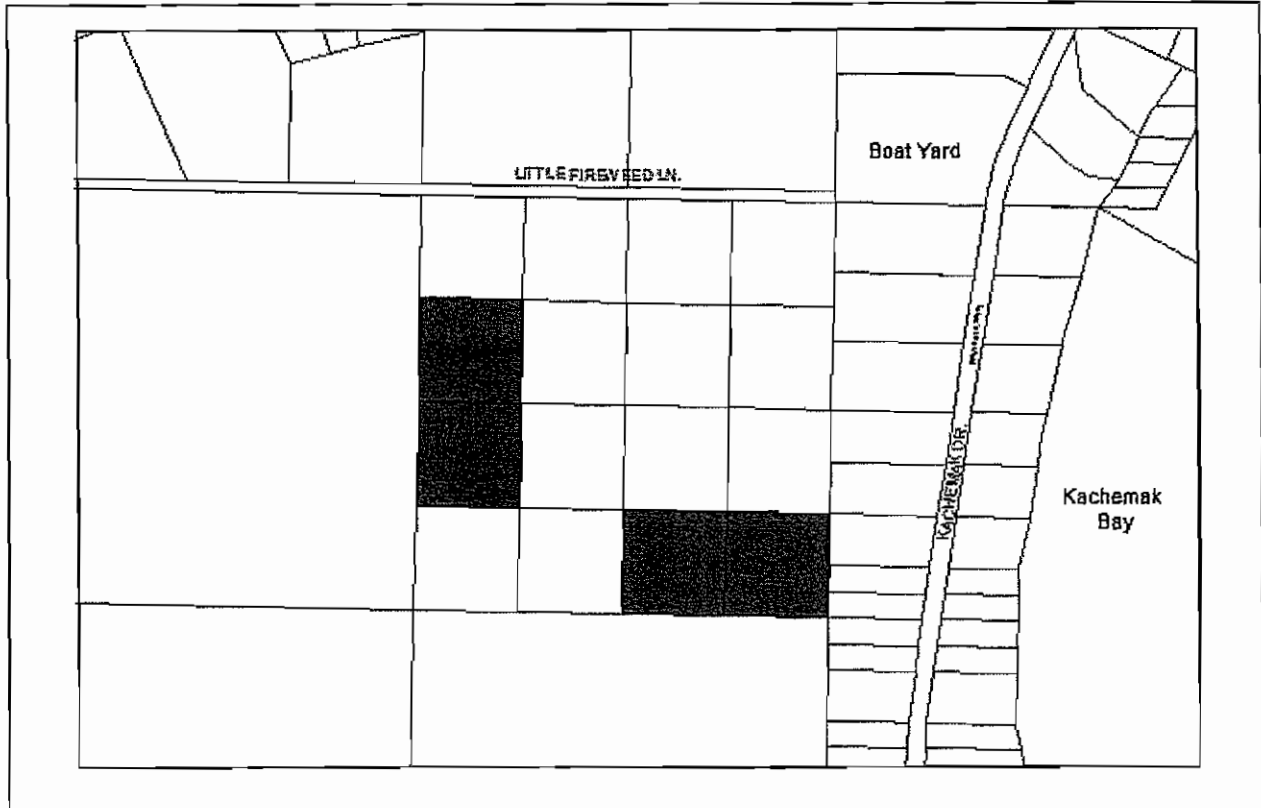 Boat Yard
LITTLE FIREWEED LN.
KACHEMAK DR.
Kachemak
Bay